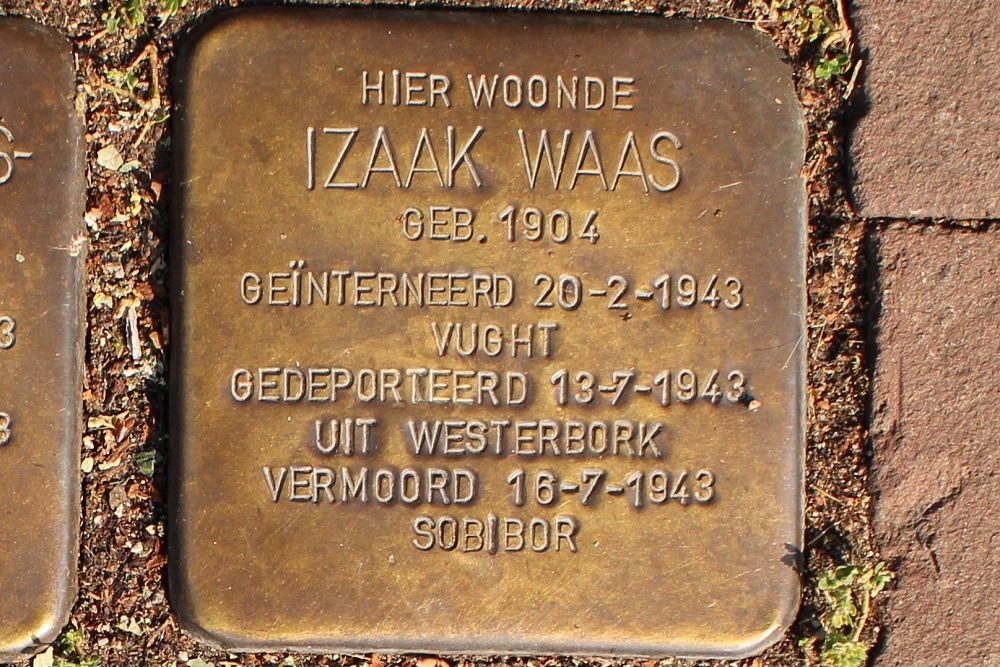 HIER WOONDE
IZAAK WAAS
GEB. 1904
GEÏNTERNEERD 20-2-1943
VUGHT
GEDEPORTEERD 13-7-1943
UIT WESTERBORK
VERMOORD 16-7-1943
SOBIBOR